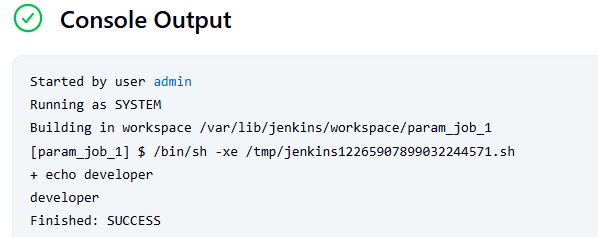 Console Output
Started by user admin
Running as SYSTEM
Building in workspace /var/lib/jenkins/workspace/param_job_1
[param_job_1] $ /bin/sh -xe /tmp/jenkins12265907899032244571.sh
+ echo developer
developer
Finished: SUCCESS